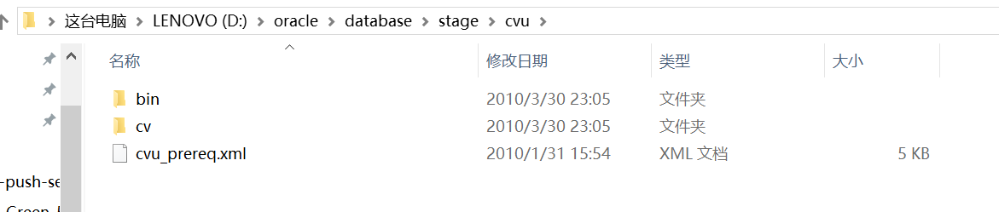 这台电脑 > LENOVO (D:) > oracle > database > stage > cvu >
名称 修改日期 类型 大小
bin 2010/3/30 23:05 文件夹
cv 2010/3/30 23:05 文件夹
cvu_prereq.xml 2010/1/31 15:54 XML 文档 5 KB
-push-se